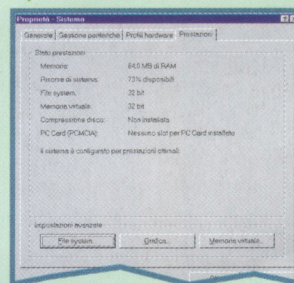 Proprietà - Sistema
Generale Gestione periferiche Profili hardware Prestazioni
Stato prestazioni
Memoria: 64,0 MB di RAM
Risorse di sistema: 73% disponibili
File system: 32 bit
Memoria virtuale: 32 bit
Compressione disco: Non installata
PC Card (PCMCIA): Nessuno slot per PC Card installato
Il sistema è configurato per prestazioni ottimali.
Impostazioni avanzate
File system... Grafica... Memoria virtuale...